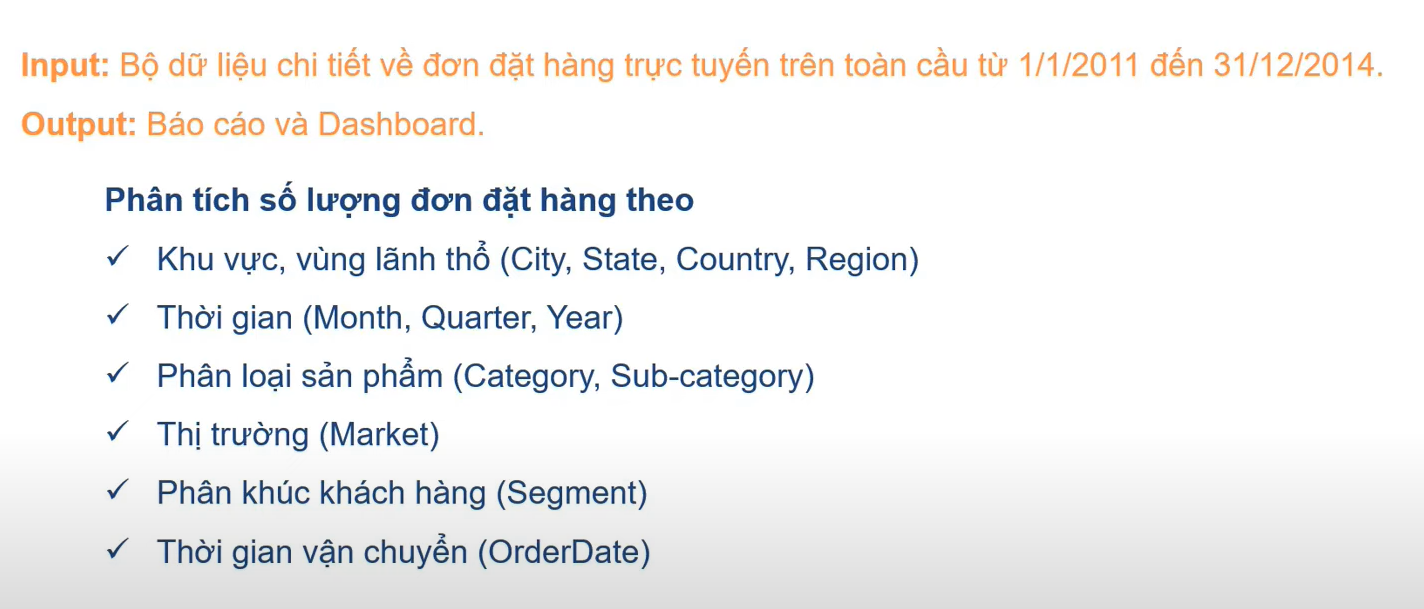 Input: Bộ dữ liệu chi tiết về đơn đặt hàng trực tuyến trên toàn cầu từ 1/1/2011 đến 31/12/2014.
Output: Báo cáo và Dashboard.
Phân tích số lượng đơn đặt hàng theo
✓ Khu vực, vùng lãnh thổ (City, State, Country, Region)
✓ Thời gian (Month, Quarter, Year)
✓ Phân loại sản phẩm (Category, Sub-category)
✓ Thị trường (Market)
✓ Phân khúc khách hàng (Segment)
✓ Thời gian vận chuyển (OrderDate)